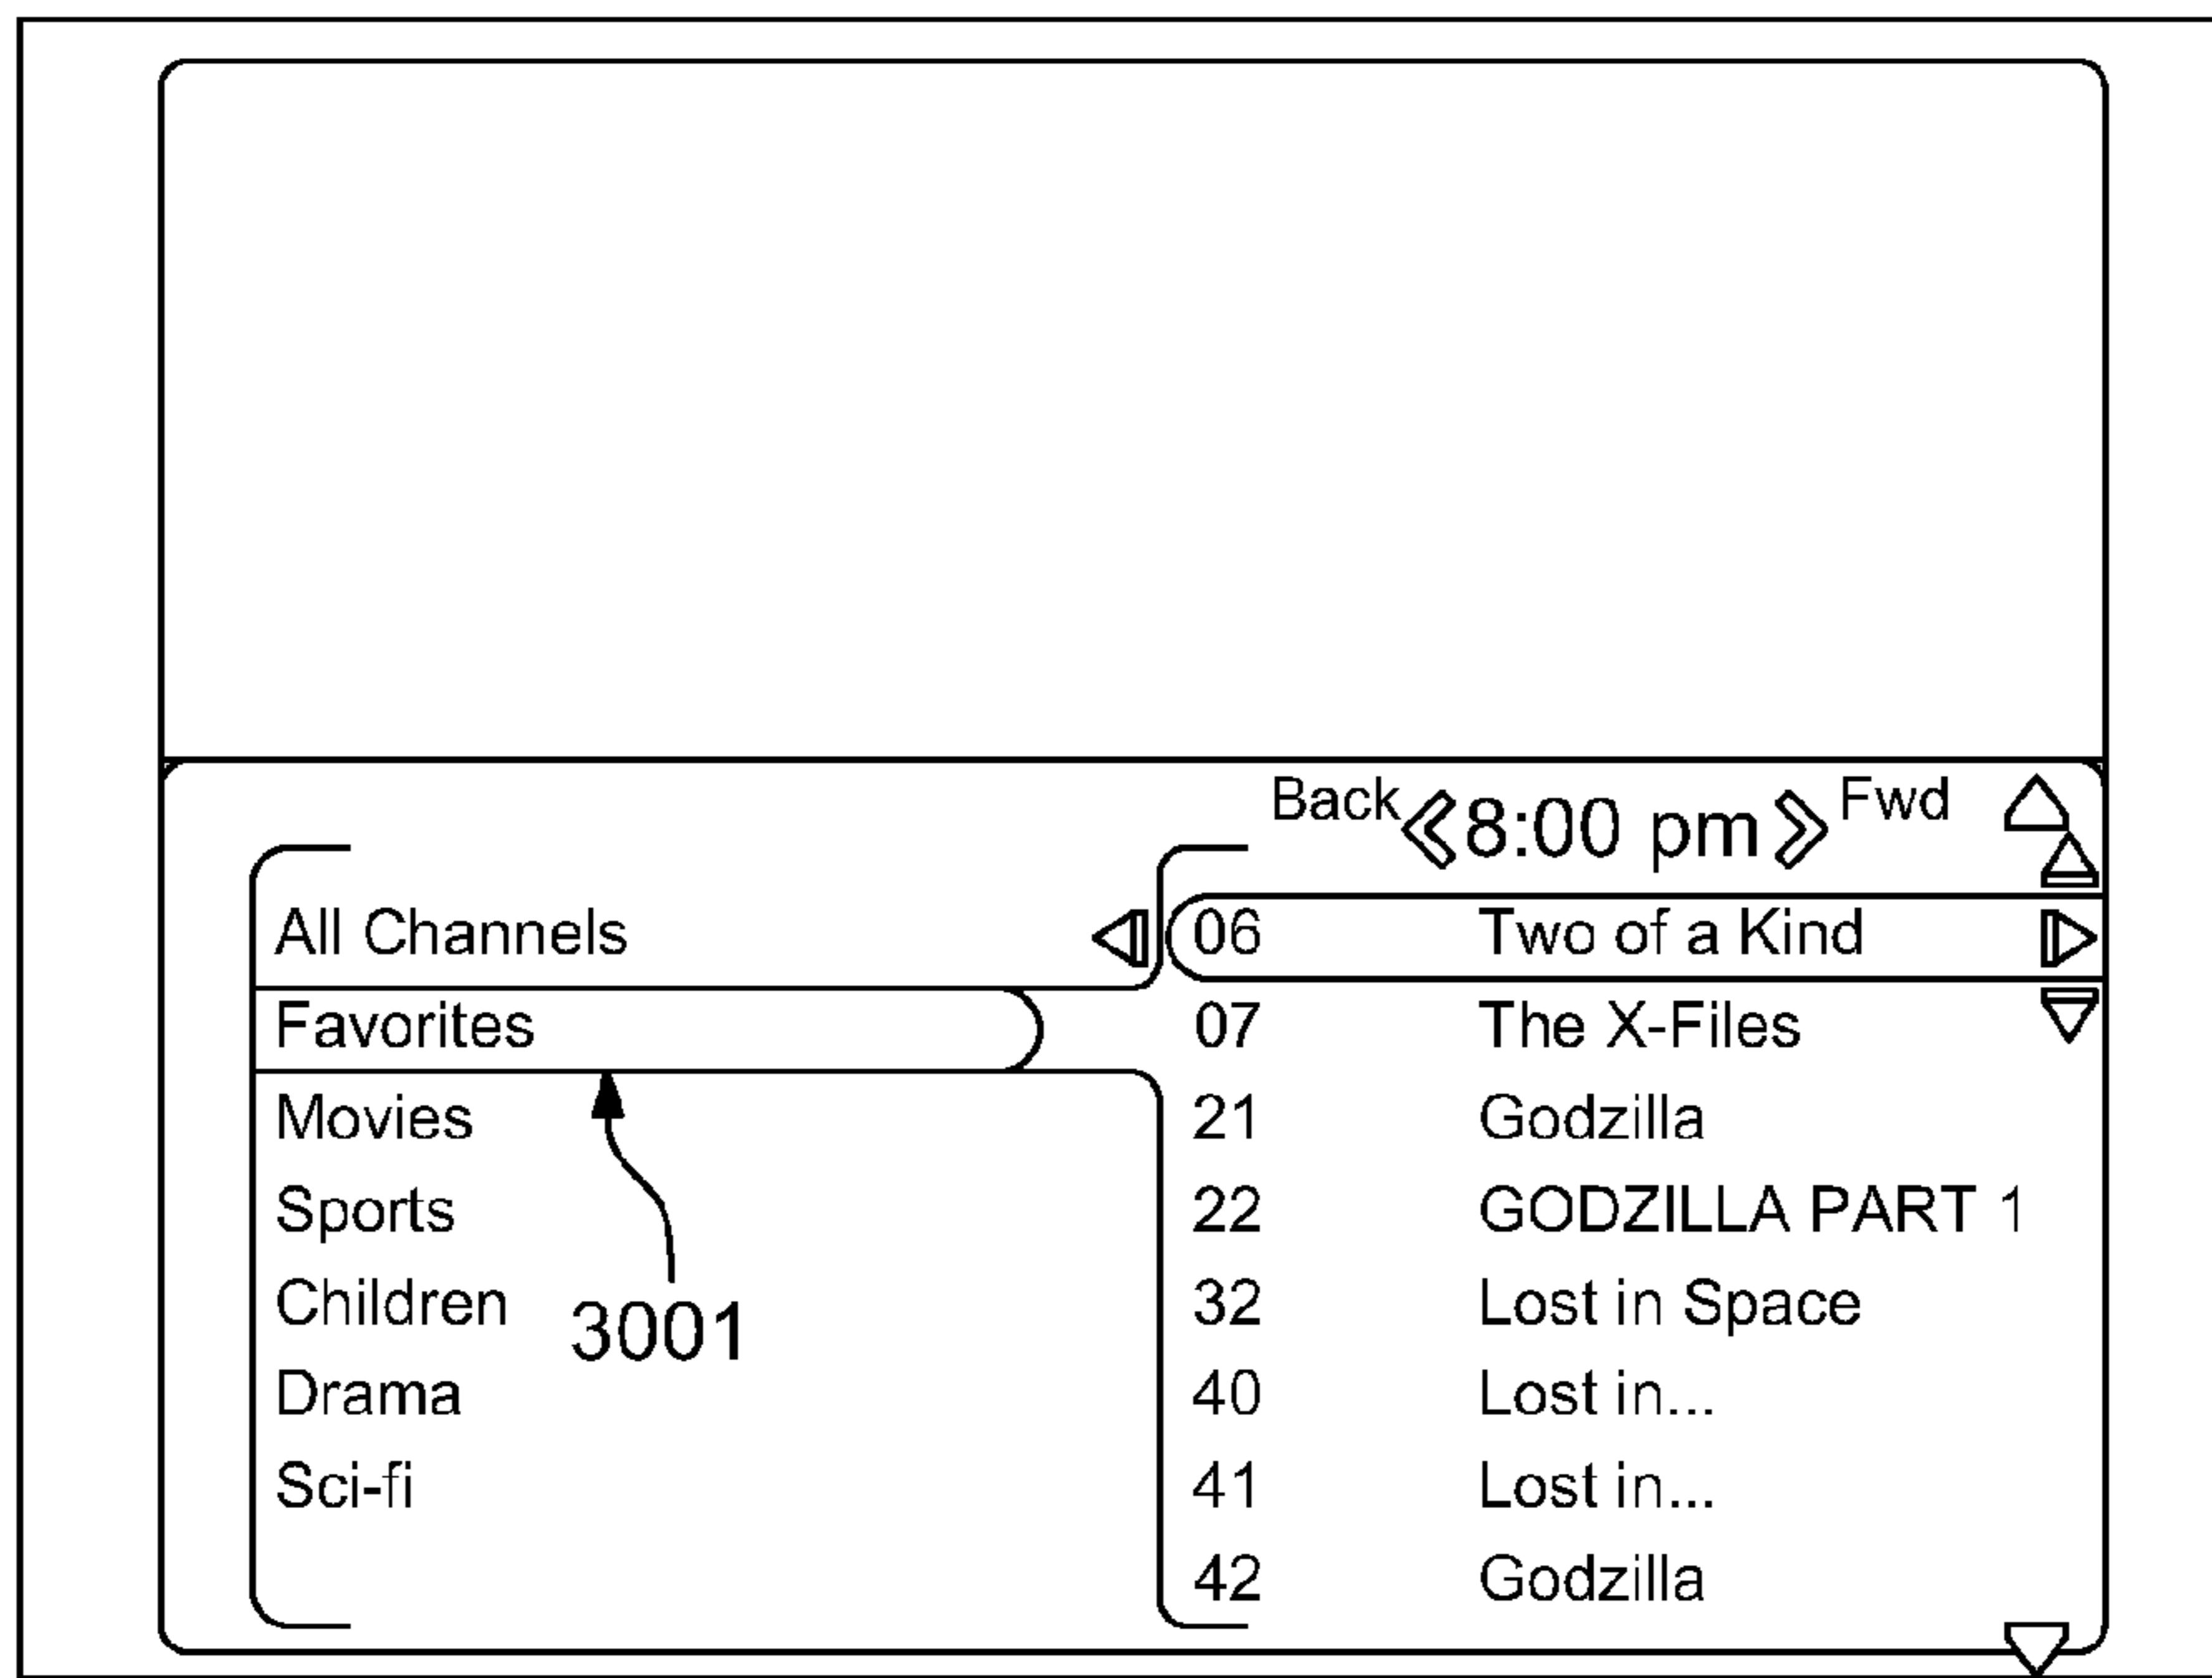 Back 8:00 pm Fwd
All Channels
Favorites
Movies
Sports
Children
Drama
Sci-fi
3001
06 Two of a Kind
07 The X-Files
21 Godzilla
22 GODZILLA PART 1
32 Lost in Space
40 Lost in...
41 Lost in...
42 Godzilla